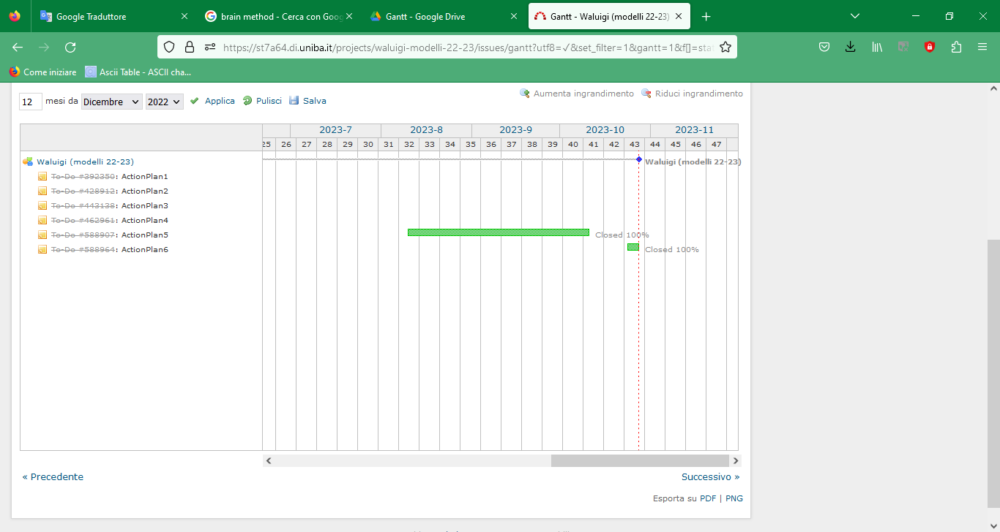 Google Traduttore
brain method - Cerca con Goog
Gantt - Google Drive
Gantt - Waluigi (modelli 22-23)
https://st7a64.di.uniba.it/projects/waluigi-modelli-22-23/issues/gantt?utf8=✓&set_filter=1&gantt=1&f[]=stat
Come iniziare
Ascii Table - ASCII cha...
12 mesi da Dicembre 2022 Applica Pulisci Salva
Aumenta ingrandimento Riduci ingrandimento
2023-7 2023-8 2023-9 2023-10 2023-11
25 26 27 28 29 30 31 32 33 34 35 36 37 38 39 40 41 42 43 44 45 46 47
Waluigi (modelli 22-23)
Waluigi (modelli 22-23)
To-Do #392350: ActionPlan1
To-Do #428912: ActionPlan2
To-Do #443138: ActionPlan3
To-Do #462961: ActionPlan4
To-Do #588907: ActionPlan5
Closed 100%
To-Do #588964: ActionPlan6
Closed 100%
« Precedente
Successivo »
Esporta su PDF | PNG